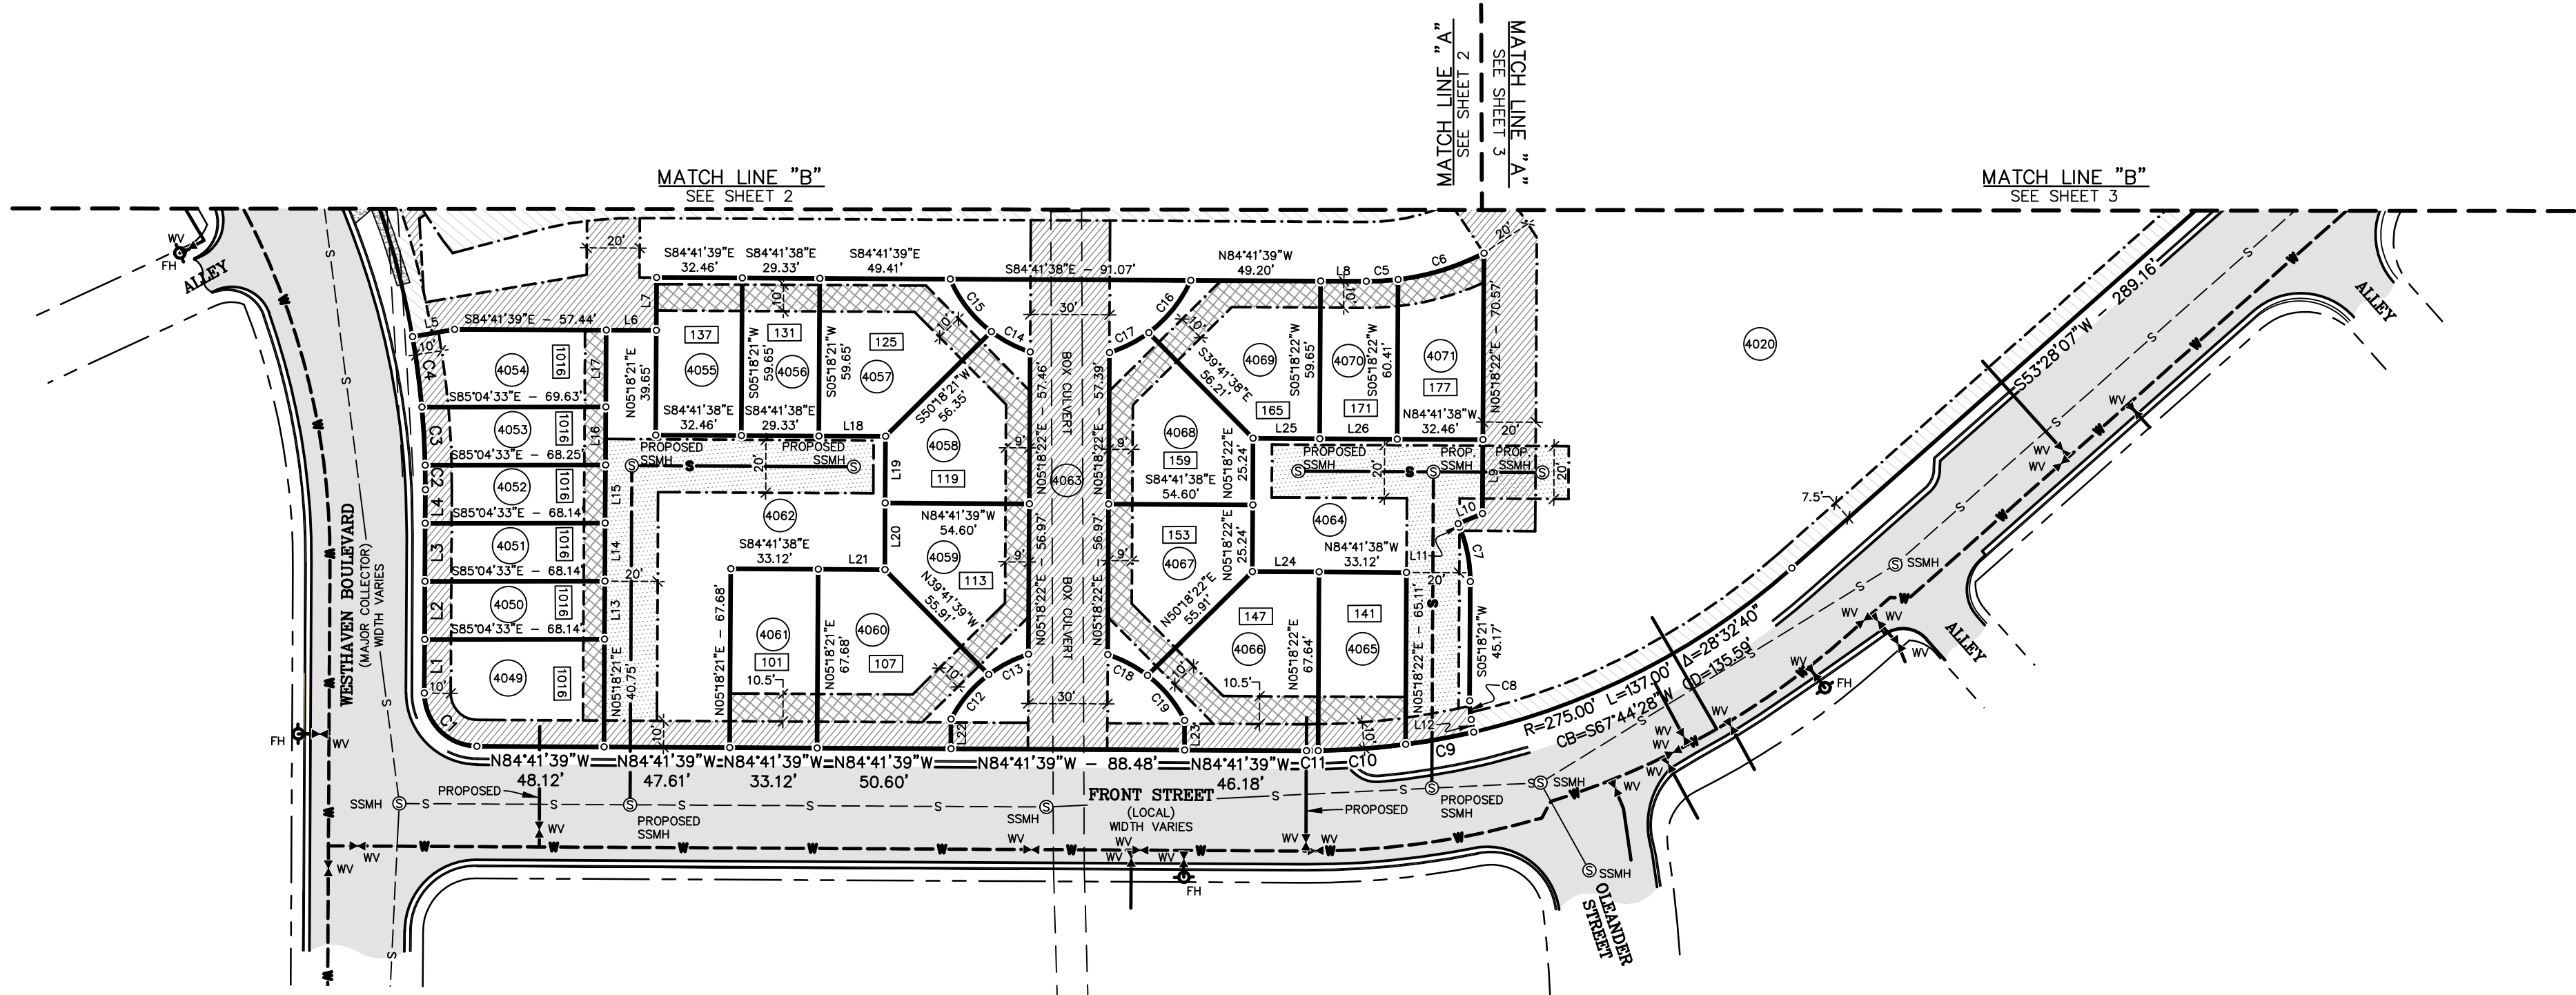 MATCH LINE "A"
SEE SHEET 2
MATCH LINE "A"
SEE SHEET 3
MATCH LINE "B"
SEE SHEET 2
MATCH LINE "B"
SEE SHEET 3
WV
FH
ALLEY
20'
S84°41'39"E
32.46'
S84°41'38"E
29.33'
S84°41'39"E
49.41'
S84°41'38"E - 91.07'
N84°41'39"W
49.20'
L8
C5
C6
20'
10'
10'
L7
L5
S84°41'39"E - 57.44'
L6
10'
C4
C15
C14
10'
30'
C16
C17
10'
137
131
125
4055
4056
4057
N05°18'21"E
39.65'
S05°18'21"W
59.65'
S05°18'21"W
59.65'
S50°18'21"W
56.35'
S84°41'38"E
32.46'
S84°41'38"E
29.33'
L18
4054
1016
L17
S85°04'33"E - 69.63'
C3
4053
1016
L16
S85°04'33"E - 68.25'
C2
4052
1016
L15
L4
S85°04'33"E - 68.14'
L3
4051
1016
L14
S85°04'33"E - 68.14'
20'
L2
4050
1016
L13
S85°04'33"E - 68.14'
L1
4049
1016
10'
C1
N05°18'21"E
40.75'
10'
PROPOSED
SSMH
S
20'
PROPOSED
SSMH
L19
4058
119
9'
N05°18'22"E - 57.46'
BOX CULVERT
4063
N05°18'22"E - 57.39'
9'
4062
S84°41'38"E
33.12'
L21
L20
N84°41'39"W
54.60'
4059
113
9'
N39°41'39"W
55.91'
N05°18'22"E - 56.97'
BOX CULVERT
N05°18'22"E - 56.97'
9'
N05°18'21"E - 67.68'
4061
101
10.5'
N05°18'21"E
67.68'
4060
107
10'
C12
C13
L22
30'
C18
C19
10'
L23
S39°41'38"E
56.21'
4069
165
S05°18'22"W
59.65'
4070
171
S05°18'22"W
60.41'
4071
177
N84°41'38"W
32.46'
N05°18'22"E - 70.57'
20'
L25
L26
4068
159
S84°41'38"E
54.60'
N05°18'22"E
25.24'
PROPOSED
SSMH
20'
S
PROP.
SSMH
L9
PROP.
SSMH
20'
4064
L10
L11
C7
153
4067
N05°18'22"E
25.24'
L24
N84°41'38"W
33.12'
20'
N50°18'22"E
55.91'
147
4066
10.5'
N05°18'22"E
67.64'
141
4065
N05°18'22"E - 65.11'
S
S05°18'21"W
45.17'
C8
L12
10'
N84°41'39"W
48.12'
N84°41'39"W
47.61'
N84°41'39"W
33.12'
N84°41'39"W
50.60'
N84°41'39"W - 88.48'
N84°41'39"W
46.18'
C11
C10
C9
R=275.00' L=137.00' Δ=28°32'40"
CB=S67°44'28"W CD=135.59'
S53°28'07"W
289.16'
7.5'
4020
WESTHAVEN BOULEVARD
(MAJOR COLLECTOR)
WIDTH VARIES
FH
WV
SSMH
S
PROPOSED
WV
S
PROPOSED
SSMH
SSMH
S
FRONT STREET
(LOCAL)
WIDTH VARIES
PROPOSED
PROPOSED
SSMH
SSMH
WV
WV
WV
WV
WV
WV
FH
WV
WV
SSMH
OLEANDER
STREET
WV
WV
WV
WV
WV
WV
FH
WV
WV
WV
SSMH
ALLEY
WV
WV
WV
ALLEY